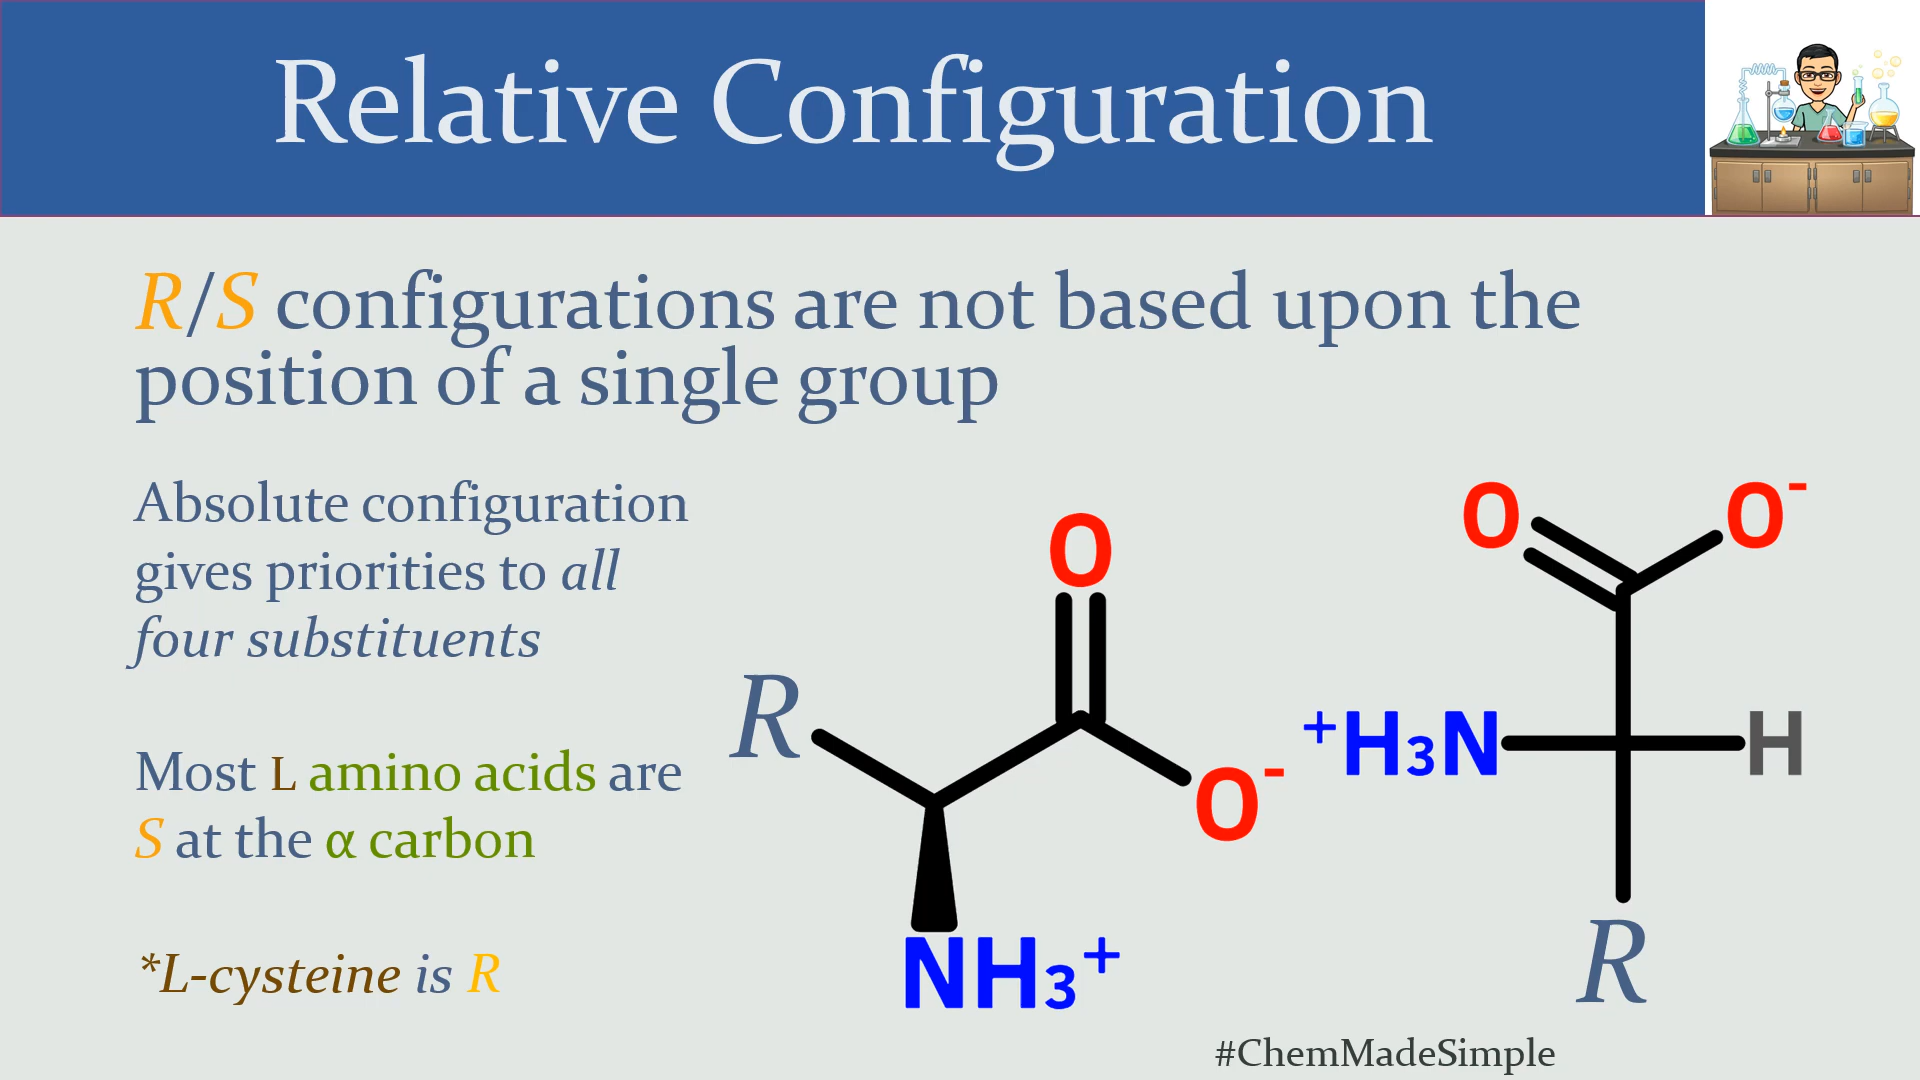 Relative Configuration
R/S configurations are not based upon the
position of a single group
Absolute configuration
gives priorities to all
four substituents
Most L amino acids are
S at the α carbon
*L-cysteine is R
O
R
O-
NH₃⁺
O O-
⁺H₃N H
R
#ChemMadeSimple